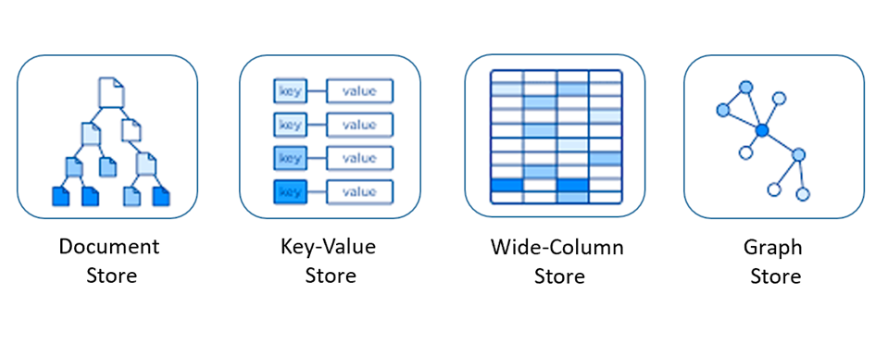 key value
key value
key value
key value
Document
Store
Key-Value
Store
Wide-Column
Store
Graph
Store